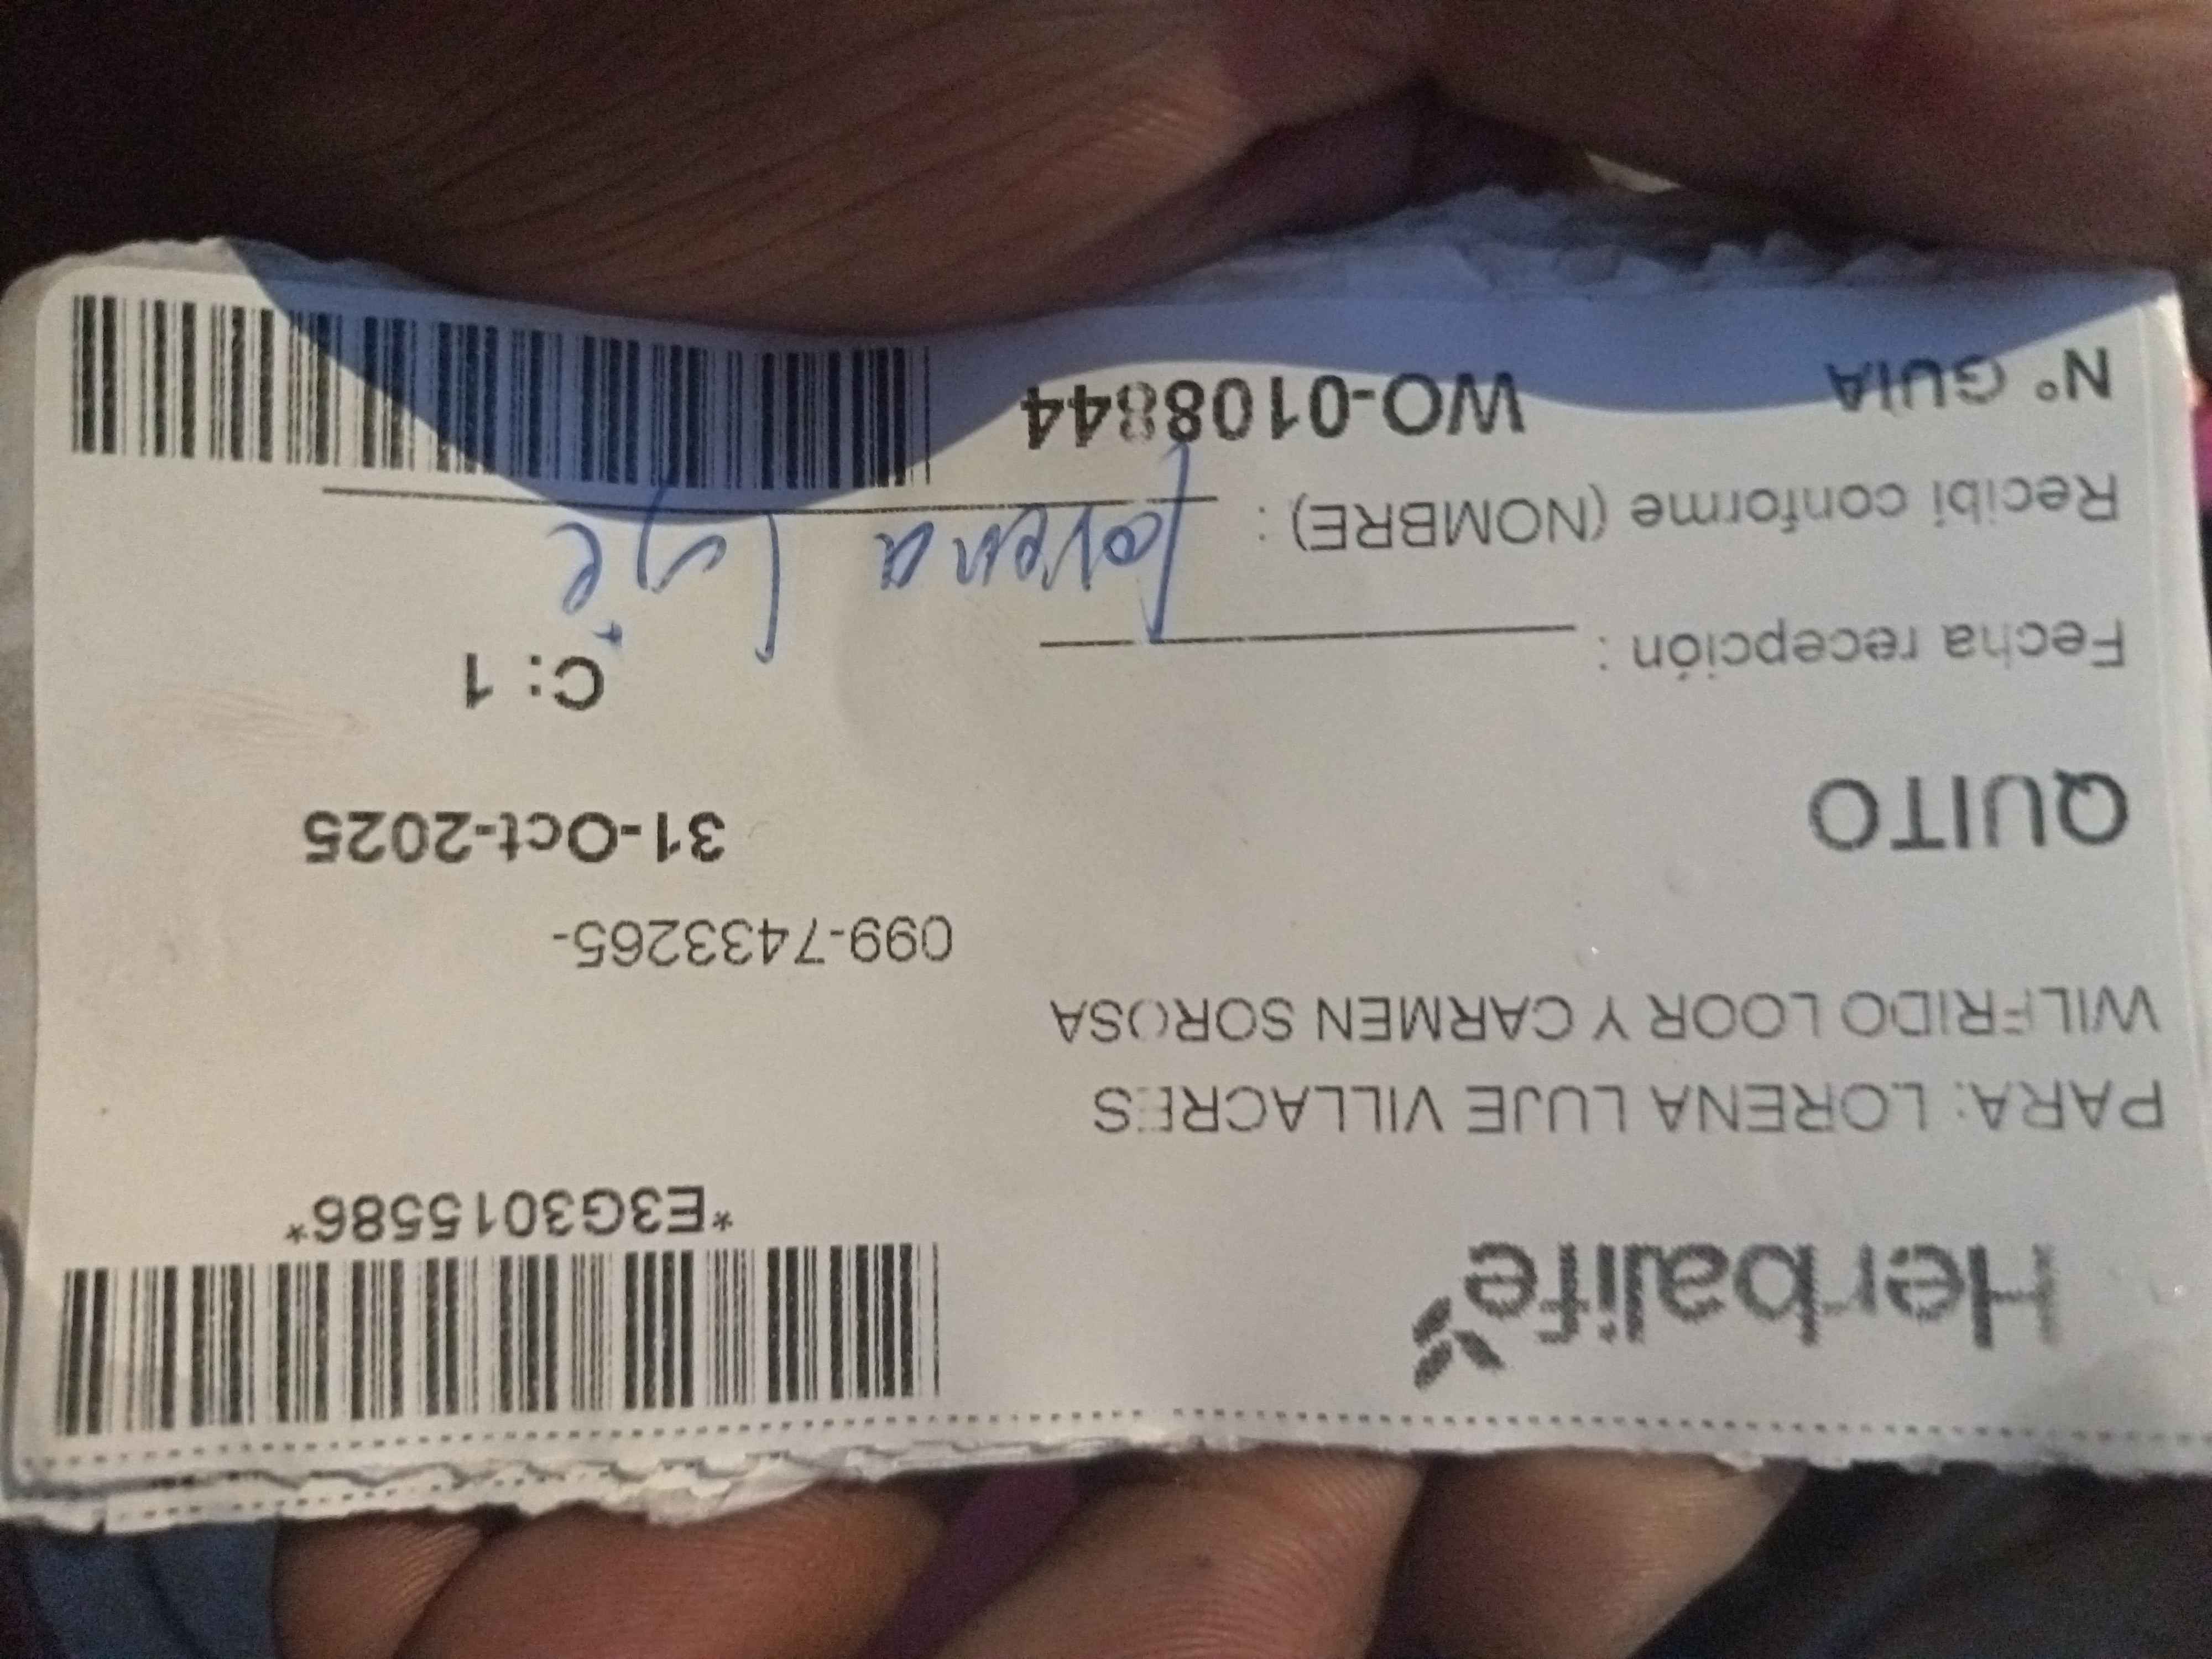 Herbalife
*E3G3015586*
PARA: LORENA LUJE VILLACRES
WILFRIDO LOOR Y CARMEN SOROSA
099-7433265-
QUITO
31-Oct-2025
C: 1
Fecha recepción :
Recibi conforme (NOMBRE) : Lorena Luje
N° GUIA WO-0108844